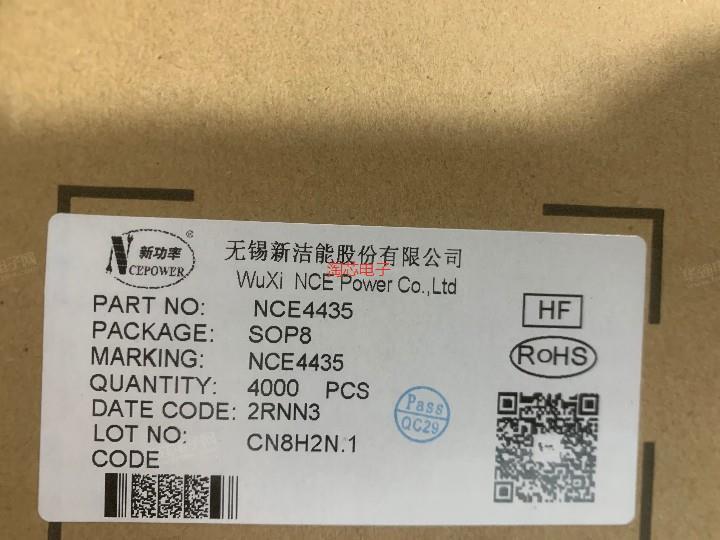 新功率 ®
NCEPOWER
无锡新洁能股份有限公司
淘芯电子
WuXi NCE Power Co.,Ltd
PART NO: NCE4435
PACKAGE: SOP8
MARKING: NCE4435
QUANTITY: 4000 PCS
DATE CODE: 2RNN3
LOT NO: CN8H2N.1
CODE
HF
ROHS
Pass
QC29